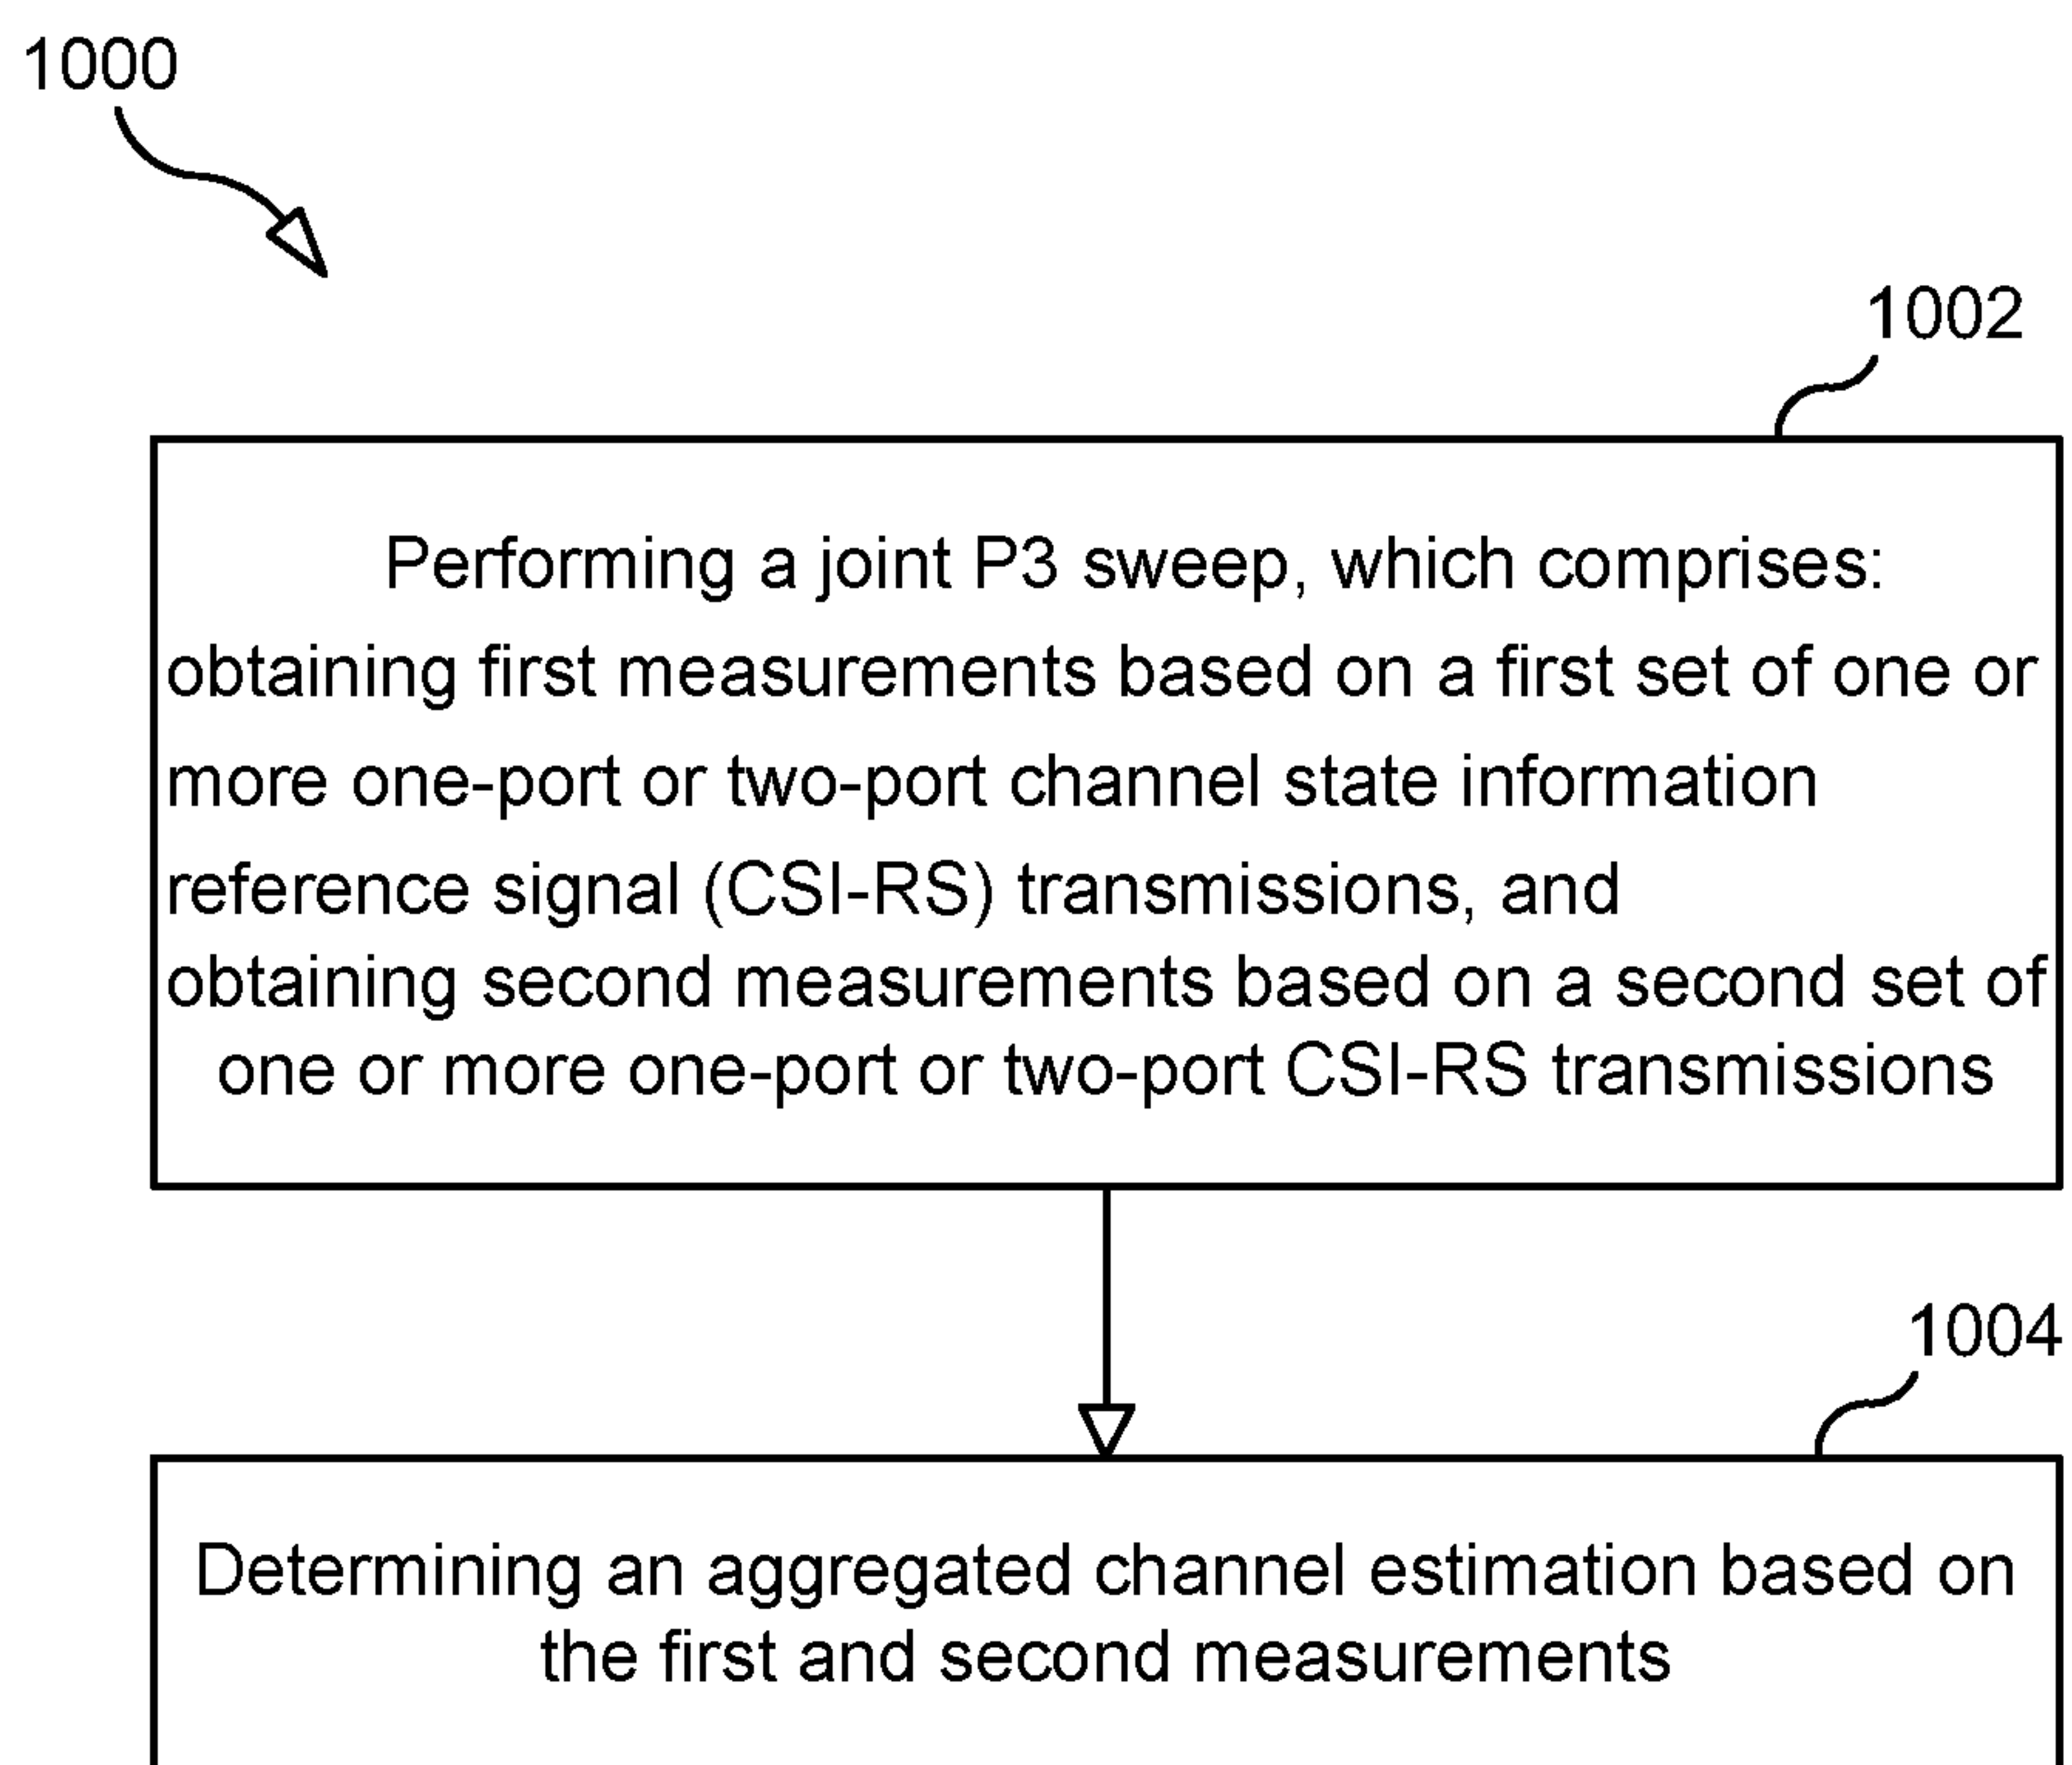 1000
1002
Performing a joint P3 sweep, which comprises:
obtaining first measurements based on a first set of one or
more one-port or two-port channel state information
reference signal (CSI-RS) transmissions, and
obtaining second measurements based on a second set of
one or more one-port or two-port CSI-RS transmissions
1004
Determining an aggregated channel estimation based on
the first and second measurements